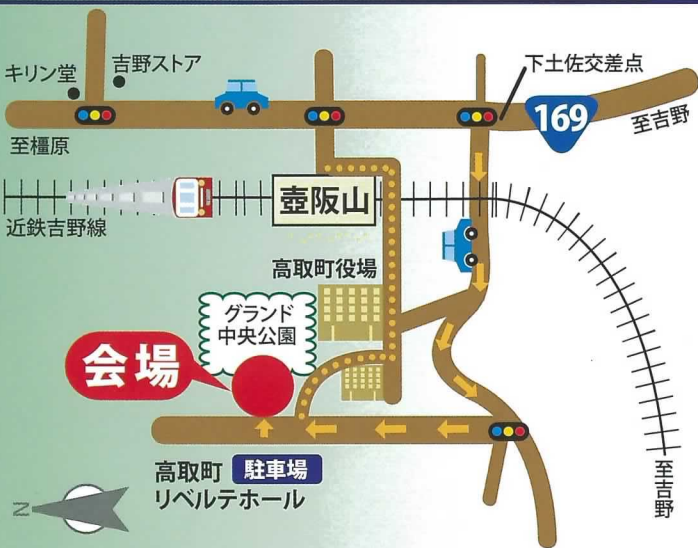 キリン堂
吉野ストア
下土佐交差点
169
至吉野
至橿原
壺阪山
近鉄吉野線
高取町役場
グランド
中央公園
会場
高取町 駐車場
リベルテホール
至吉野
N